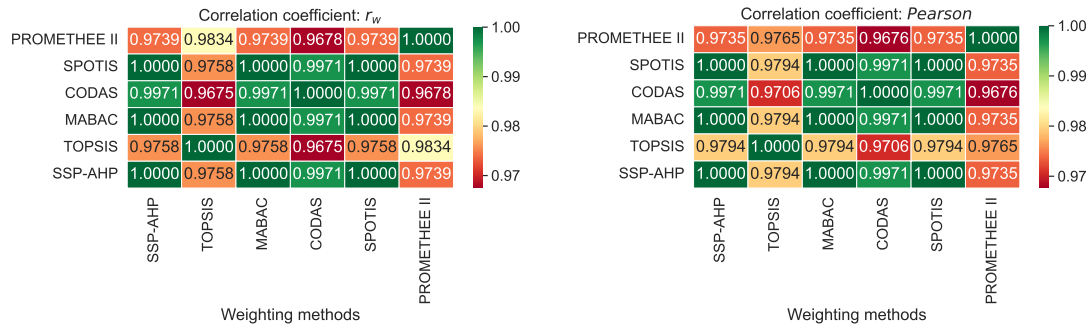 Correlation coefficient: r_w
PROMETHEE II 0.9739 0.9834 0.9739 0.9678 0.9739 1.0000
SPOTIS 1.0000 0.9758 1.0000 0.9971 1.0000 0.9739
CODAS 0.9971 0.9675 0.9971 1.0000 0.9971 0.9678
MABAC 1.0000 0.9758 1.0000 0.9971 1.0000 0.9739
TOPSIS 0.9758 1.0000 0.9758 0.9675 0.9758 0.9834
SSP-AHP 1.0000 0.9758 1.0000 0.9971 1.0000 0.9739
SSP-AHP TOPSIS MABAC CODAS SPOTIS PROMETHEE II
Weighting methods
1.00
0.99
0.98
0.97
Correlation coefficient: Pearson
PROMETHEE II 0.9735 0.9765 0.9735 0.9676 0.9735 1.0000
SPOTIS 1.0000 0.9794 1.0000 0.9971 1.0000 0.9735
CODAS 0.9971 0.9706 0.9971 1.0000 0.9971 0.9676
MABAC 1.0000 0.9794 1.0000 0.9971 1.0000 0.9735
TOPSIS 0.9794 1.0000 0.9794 0.9706 0.9794 0.9765
SSP-AHP 1.0000 0.9794 1.0000 0.9971 1.0000 0.9735
SSP-AHP TOPSIS MABAC CODAS SPOTIS PROMETHEE II
Weighting methods
1.00
0.99
0.98
0.97